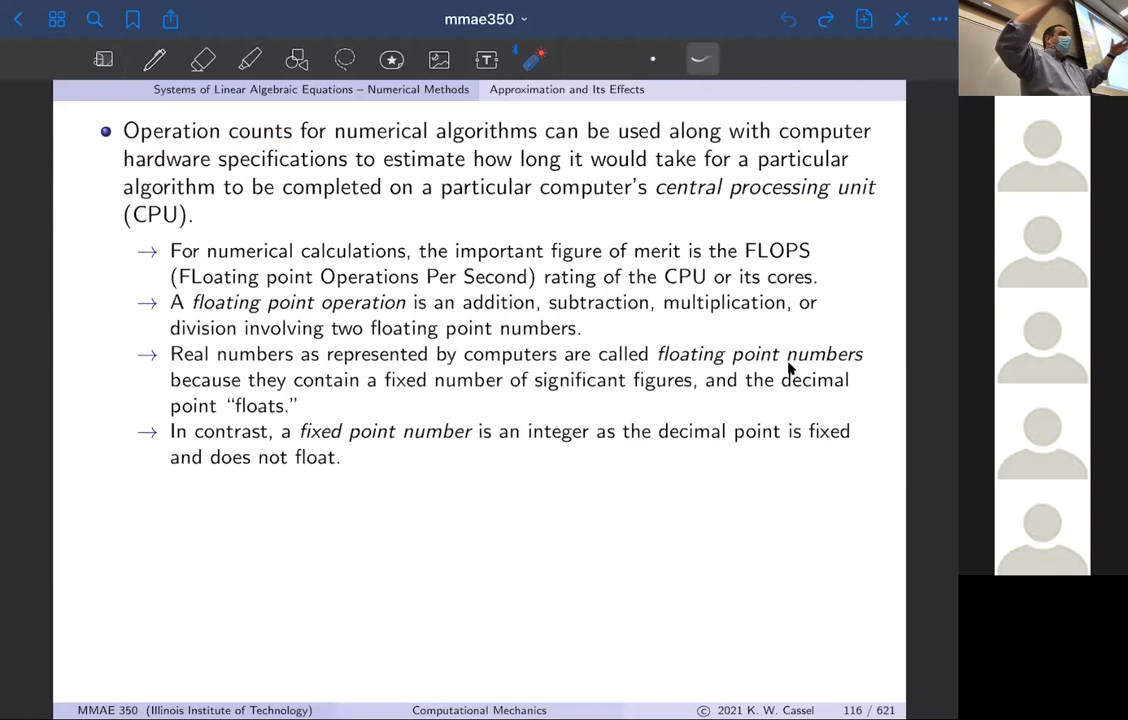 mmae350
Systems of Linear Algebraic Equations – Numerical Methods Approximation and Its Effects
Operation counts for numerical algorithms can be used along with computer
hardware specifications to estimate how long it would take for a particular
algorithm to be completed on a particular computer's central processing unit
(CPU).
→ For numerical calculations, the important figure of merit is the FLOPS
(FLoating point Operations Per Second) rating of the CPU or its cores.
→ A floating point operation is an addition, subtraction, multiplication, or
division involving two floating point numbers.
→ Real numbers as represented by computers are called floating point numbers
because they contain a fixed number of significant figures, and the decimal
point “floats.”
→ In contrast, a fixed point number is an integer as the decimal point is fixed
and does not float.
MMAE 350 (Illinois Institute of Technology) Computational Mechanics © 2021 K. W. Cassel 116 / 621